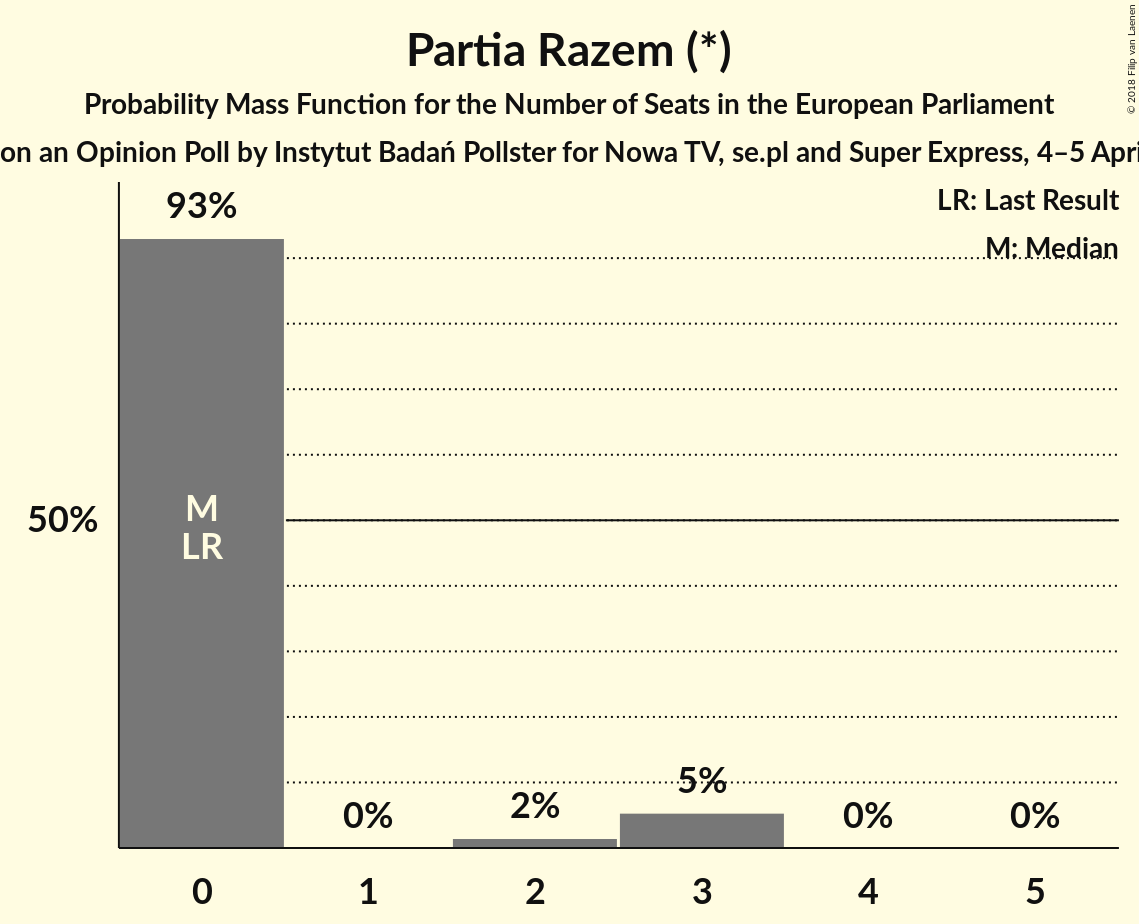 Partia Razem (*)
Probability Mass Function for the Number of Seats in the European Parliament
on an Opinion Poll by Instytut Badań Pollster for Nowa TV, se.pl and Super Express, 4–5 Apri
© 2018 Filip van Laenen
LR: Last Result
M: Median
93%
50%
M
LR
0%
2%
5%
0%
0%
0 1 2 3 4 5